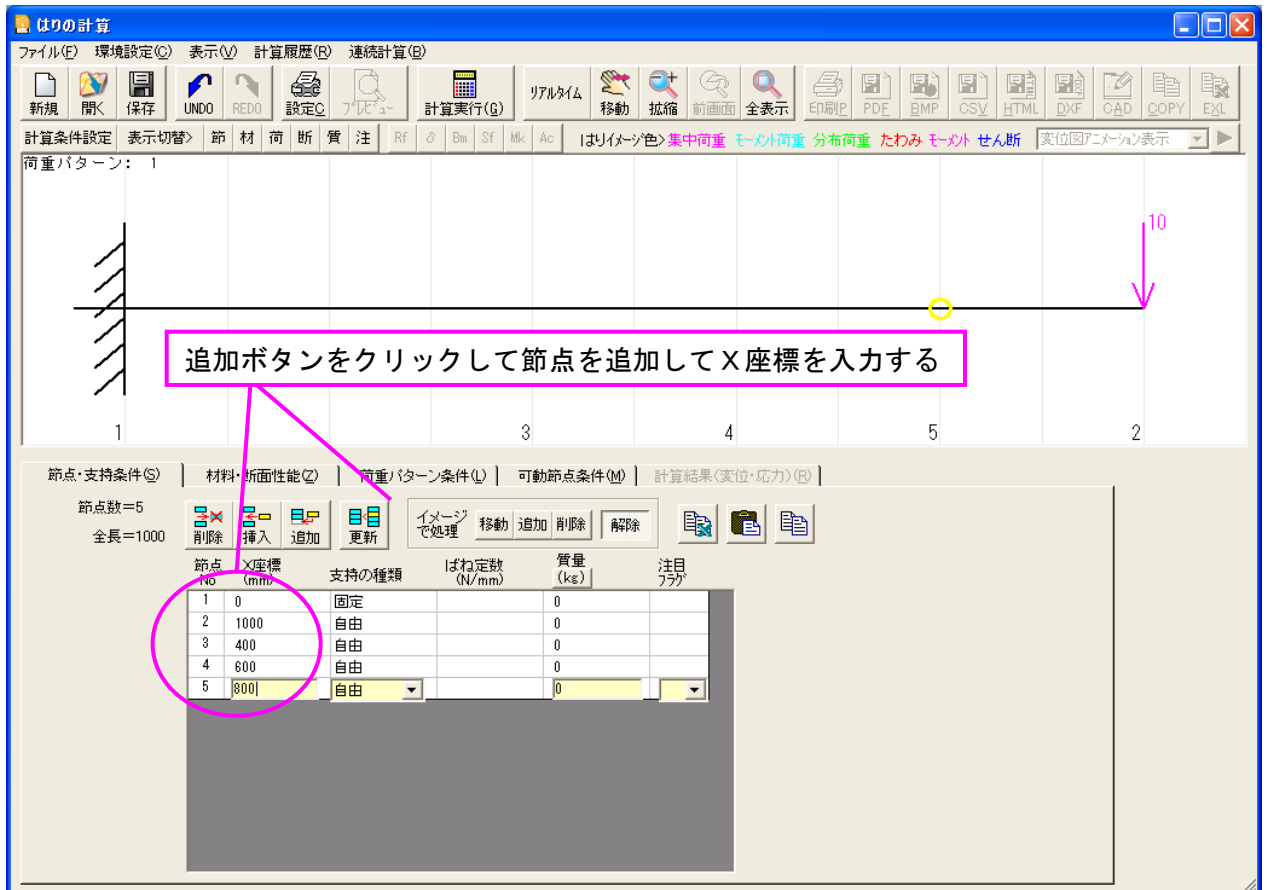 はりの計算
ファイル(F) 環境設定(C) 表示(V) 計算履歴(R) 連続計算(B)
新規 開く 保存 UNDO REDO 設定C プレビュー 計算実行(G) リアルタイム 移動 拡縮 前画面 全表示 印刷P PDF BMP CSV HTML DXF CAD COPY EXL
計算条件設定 表示切替> 節 材 荷 断 質 注 Rf δ Bm Sf Mk Ac はりイメージ色>集中荷重 モーメント荷重 分布荷重 たわみ モーメント せん断 変位図アニメーション表示
荷重パターン: 1
10
追加ボタンをクリックして節点を追加してX座標を入力する
1 3 4 5 2
節点・支持条件(S) 材料・断面性能(Z) 荷重パターン条件(L) 可動節点条件(M) 計算結果(変位・応力)(R)
節点数=5
全長=1000
削除 挿入 追加 更新 イメージで処理 移動 追加 削除 解除
節点No X座標(mm) 支持の種類 ばね定数(N/mm) 質量(kg) 注目フラグ
1 0 固定 0
2 1000 自由 0
3 400 自由 0
4 600 自由 0
5 800 自由 0